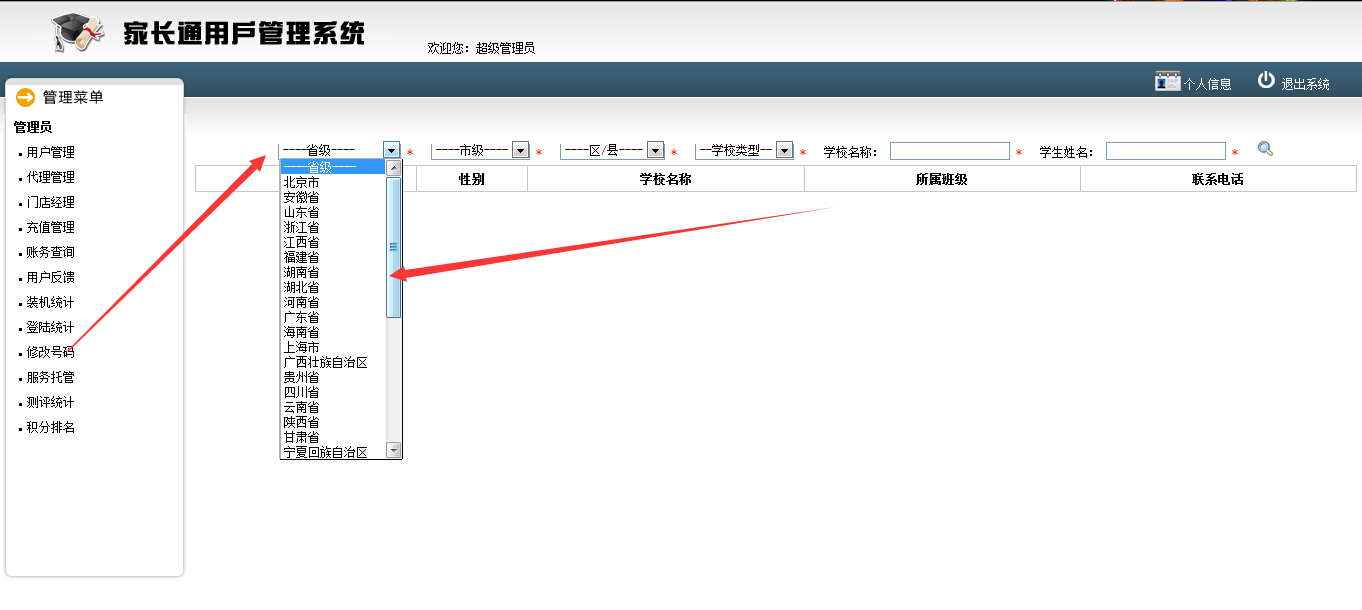 家长通用戶管理系统
欢迎您：超级管理员
个人信息
退出系统
管理菜单
管理员
用户管理
代理管理
门店经理
充值管理
账务查询
用户反馈
装机统计
登陆统计
修改号码
服务托管
测评统计
积分排名
----省级---- * ----市级---- * ----区/县---- * --学校类型-- * 学校名称： * 学生姓名： *
性别 学校名称 所属班级 联系电话
----省级----
北京市
安徽省
山东省
浙江省
江西省
福建省
湖南省
湖北省
河南省
广东省
海南省
上海市
广西壮族自治区
贵州省
四川省
云南省
陕西省
甘肃省
宁夏回族自治区